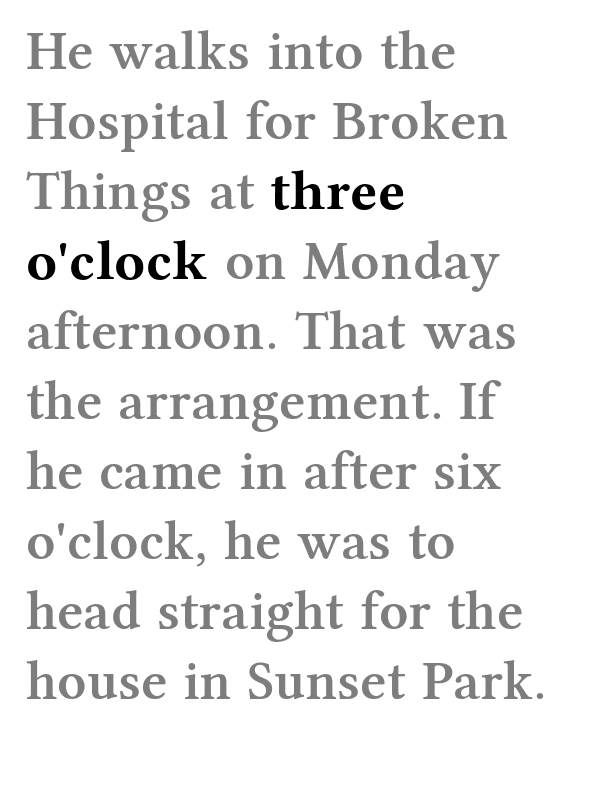 He walks into the
Hospital for Broken
Things at three
o'clock on Monday
afternoon. That was
the arrangement. If
he came in after six
o'clock, he was to
head straight for the
house in Sunset Park.